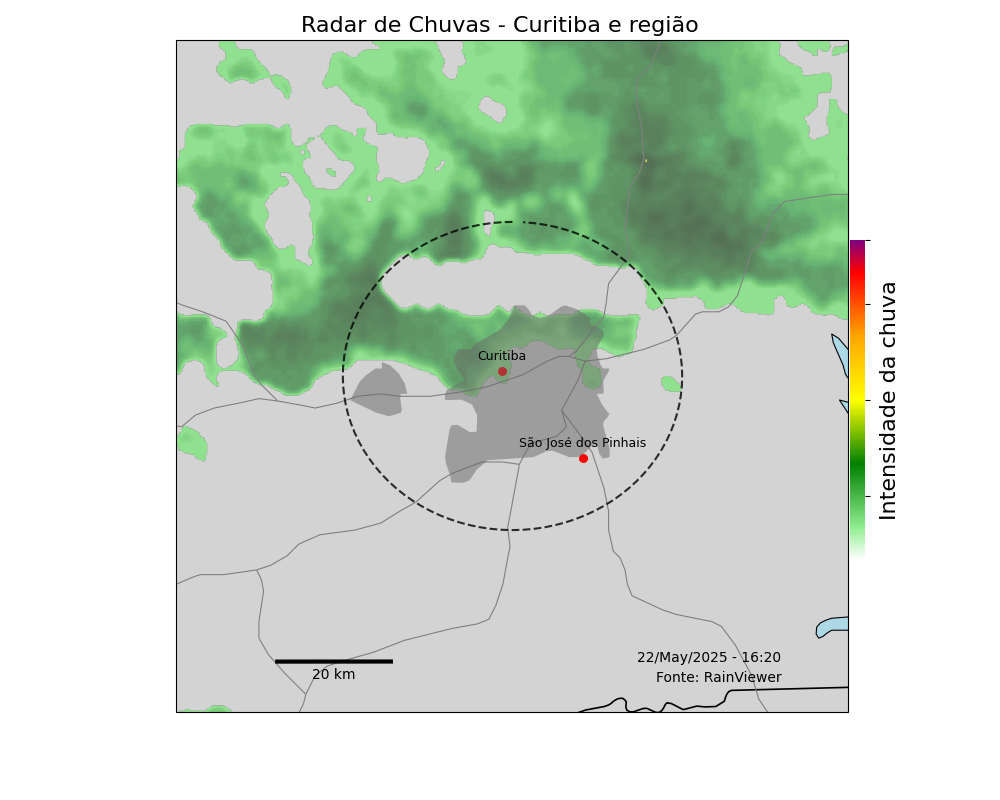 Radar de Chuvas - Curitiba e região
Curitiba
São José dos Pinhais
Intensidade da chuva
22/May/2025 - 16:20
Fonte: RainViewer
20 km